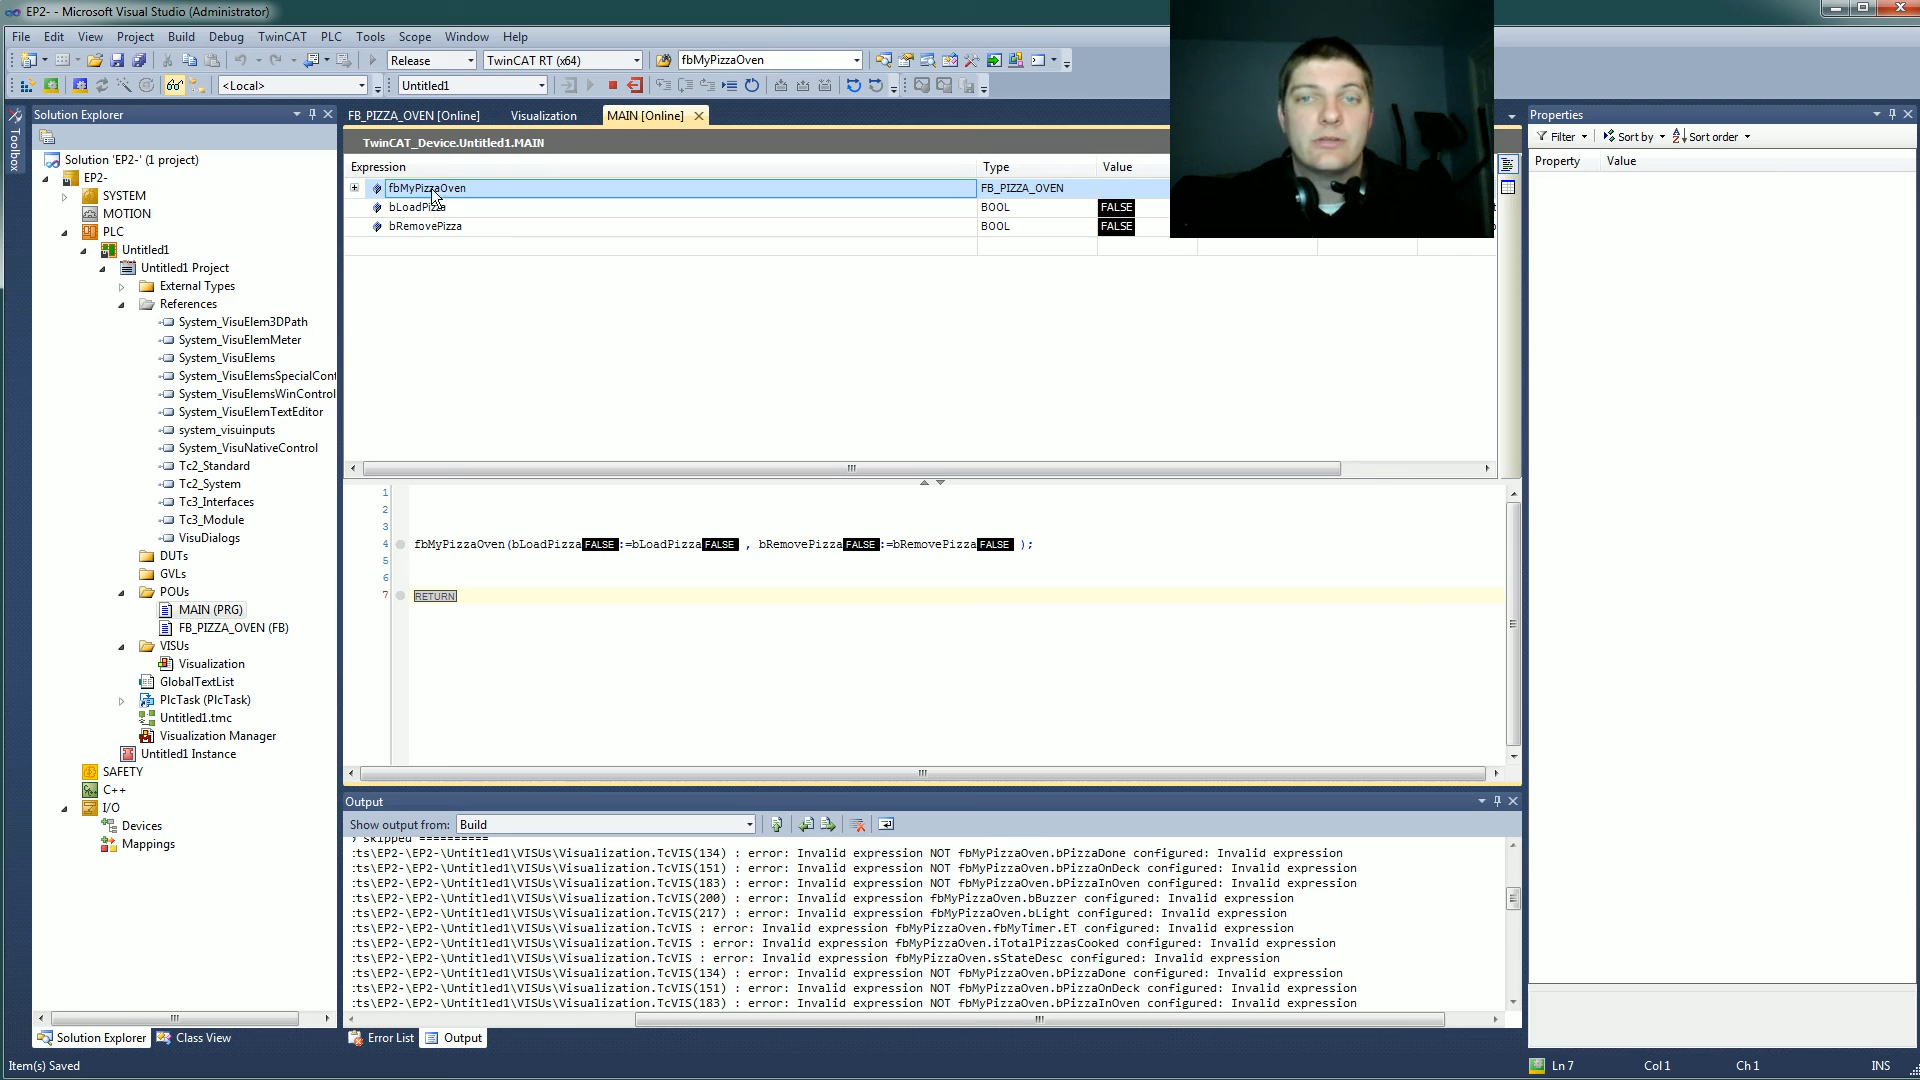 EP2- - Microsoft Visual Studio (Administrator)
File Edit View Project Build Debug TwinCAT PLC Tools Scope Window Help
Release TwinCAT RT (x64) fbMyPizzaOven
<Local> Untitled1
Toolbox
Solution Explorer
Solution 'EP2-' (1 project)
EP2-
SYSTEM
MOTION
PLC
Untitled1
Untitled1 Project
External Types
References
System_VisuElem3DPath
System_VisuElemMeter
System_VisuElems
System_VisuElemsSpecialCont
System_VisuElemsWinControl
System_VisuElemTextEditor
system_visuinputs
System_VisuNativeControl
Tc2_Standard
Tc2_System
Tc3_Interfaces
Tc3_Module
VisuDialogs
DUTs
GVLs
POUs
MAIN (PRG)
FB_PIZZA_OVEN (FB)
VISUs
Visualization
GlobalTextList
PlcTask (PlcTask)
Untitled1.tmc
Visualization Manager
Untitled1 Instance
SAFETY
C++
I/O
Devices
Mappings
Solution Explorer Class View
FB_PIZZA_OVEN [Online] Visualization MAIN [Online]
TwinCAT_Device.Untitled1.MAIN
Expression Type Value
fbMyPizzaOven FB_PIZZA_OVEN
bLoadPizza BOOL FALSE
bRemovePizza BOOL FALSE
1
2
3
4 fbMyPizzaOven(bLoadPizza FALSE :=bLoadPizza FALSE , bRemovePizza FALSE :=bRemovePizza FALSE );
5
6
7 RETURN
Output
Show output from: Build
skipped ==========
:ts\EP2-\EP2-\Untitled1\VISUs\Visualization.TcVIS(134) : error: Invalid expression NOT fbMyPizzaOven.bPizzaDone configured: Invalid expression
:ts\EP2-\EP2-\Untitled1\VISUs\Visualization.TcVIS(151) : error: Invalid expression NOT fbMyPizzaOven.bPizzaOnDeck configured: Invalid expression
:ts\EP2-\EP2-\Untitled1\VISUs\Visualization.TcVIS(183) : error: Invalid expression NOT fbMyPizzaOven.bPizzaInOven configured: Invalid expression
:ts\EP2-\EP2-\Untitled1\VISUs\Visualization.TcVIS(200) : error: Invalid expression fbMyPizzaOven.bBuzzer configured: Invalid expression
:ts\EP2-\EP2-\Untitled1\VISUs\Visualization.TcVIS(217) : error: Invalid expression fbMyPizzaOven.bLight configured: Invalid expression
:ts\EP2-\EP2-\Untitled1\VISUs\Visualization.TcVIS : error: Invalid expression fbMyPizzaOven.fbMyTimer.ET configured: Invalid expression
:ts\EP2-\EP2-\Untitled1\VISUs\Visualization.TcVIS : error: Invalid expression fbMyPizzaOven.iTotalPizzasCooked configured: Invalid expression
:ts\EP2-\EP2-\Untitled1\VISUs\Visualization.TcVIS : error: Invalid expression fbMyPizzaOven.sStateDesc configured: Invalid expression
:ts\EP2-\EP2-\Untitled1\VISUs\Visualization.TcVIS(134) : error: Invalid expression NOT fbMyPizzaOven.bPizzaDone configured: Invalid expression
:ts\EP2-\EP2-\Untitled1\VISUs\Visualization.TcVIS(151) : error: Invalid expression NOT fbMyPizzaOven.bPizzaOnDeck configured: Invalid expression
:ts\EP2-\EP2-\Untitled1\VISUs\Visualization.TcVIS(183) : error: Invalid expression NOT fbMyPizzaOven.bPizzaInOven configured: Invalid expression
Error List Output
Properties
Filter Sort by Sort order
Property Value
Item(s) Saved Ln 7 Col 1 Ch 1 INS